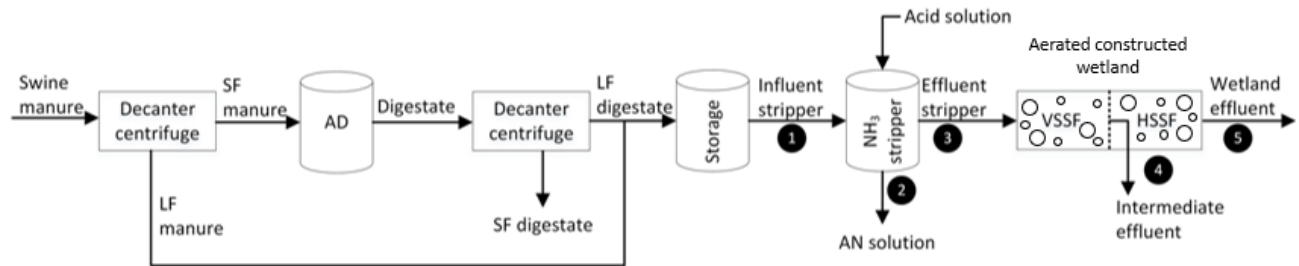 Swine
manure
Decanter
centrifuge
SF
manure
AD
Digestate
Decanter
centrifuge
LF
digestate
Storage
Influent
stripper
1
Acid solution
NH₃
stripper
2
AN solution
Effluent
stripper
3
Aerated constructed
wetland
VSSF
HSSF
4
Intermediate
effluent
Wetland
effluent
5
SF digestate
LF
manure